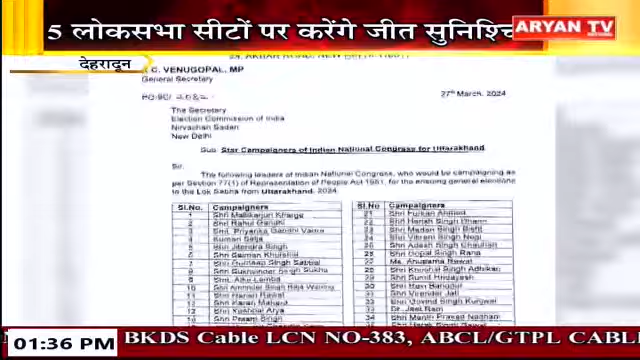 5 लोकसभा सीटों पर करेंगे जीत सुनिश्चि
ARYAN TV
देहरादून
C. VENUGOPAL, MP
General Secretary
27th March, 2024
The Secretary
Election Commission of India
Nirvachan Sadan
New Delhi
Sub: Star Campaigners of Indian National Congress for Uttarakhand.
Sir,
The following leaders of Indian National Congress, who would be campaigning as
per Section 77(1) of Representation of People Act 1951, for the ensuing general elections
to the Lok Sabha from Uttarakhand, 2024.
Sl.No. Campaigners
1 Shri Mallikarjun Kharge
2 Shri Rahul Gandhi
3 Smt. Priyanka Gandhi Vadra
4 Kumari Selja
5 Shri Jitendra Singh
6 Shri Salman Khurshid
7 Shri
8 Shri Sukhvinder Singh Sukhu
9 Smt. Alka Lamba
10 Shri Amrinder Singh Raja Warring
11 Shri Harish Rawat
12 Shri Karan Mahara
13 Shri Yashpal Arya
14 Shri Pritam Singh
Sl.No Campaigners
21 Shri Furkan Ahmed
22 Shri Harish Singh Dhami
23 Shri Madan Singh Bisht
24 Shri Vikram Singh Negi
25 Shri Adesh Singh Chauhan
26 Shri Gopal Singh Rana
27 Ms. Anupama Rawat
28 Shri Khushal Singh Adhikari
29 Shri Sumit Hridayesh
30 Shri
31 Shri Virender Jati
32 Shri Govind Singh Kunjwal
33 Dr. Jeet Ram
34 Shri Mantri Prasad Naithani
01:36 PM
BKDS Cable LCN NO-383, ABCL/GTPL CABLE